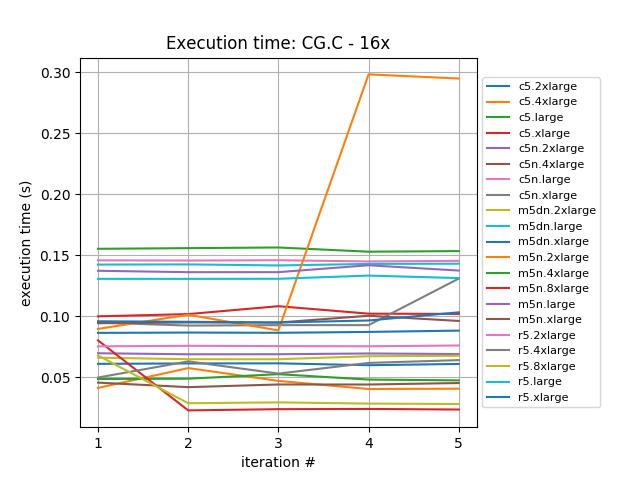 Execution time: CG.C - 16x
0.30
0.25
0.20
0.15
0.10
0.05
execution time (s)
1 2 3 4 5
iteration #
c5.2xlarge
c5.4xlarge
c5.large
c5.xlarge
c5n.2xlarge
c5n.4xlarge
c5n.large
c5n.xlarge
m5dn.2xlarge
m5dn.large
m5dn.xlarge
m5n.2xlarge
m5n.4xlarge
m5n.8xlarge
m5n.large
m5n.xlarge
r5.2xlarge
r5.4xlarge
r5.8xlarge
r5.large
r5.xlarge